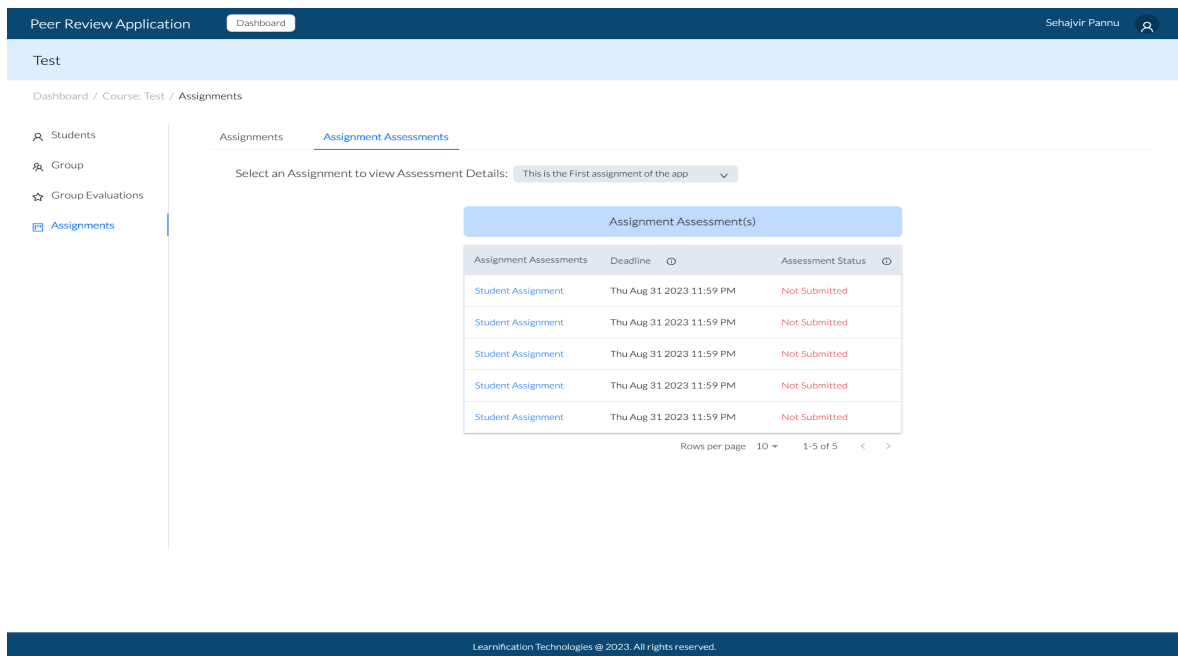 Peer Review Application Dashboard Sehajvir Pannu
Test
Dashboard / Course: Test / Assignments
Students
Group
Group Evaluations
Assignments
Assignments Assignment Assessments
Select an Assignment to view Assessment Details: This is the First assignment of the app
Assignment Assessment(s)
Assignment Assessments Deadline Assessment Status
Student Assignment Thu Aug 31 2023 11:59 PM Not Submitted
Student Assignment Thu Aug 31 2023 11:59 PM Not Submitted
Student Assignment Thu Aug 31 2023 11:59 PM Not Submitted
Student Assignment Thu Aug 31 2023 11:59 PM Not Submitted
Student Assignment Thu Aug 31 2023 11:59 PM Not Submitted
Rows per page 10 1-5 of 5 < >
Learnification Technologies @ 2023. All rights reserved.